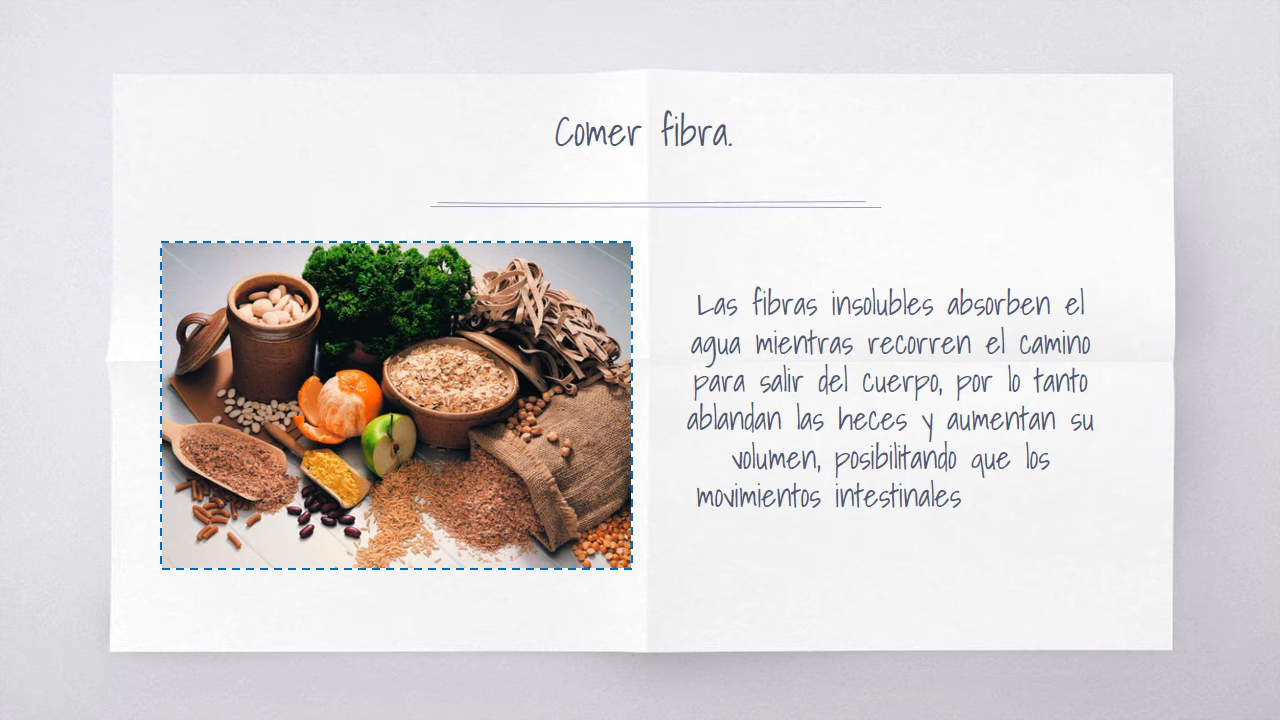 Comer fibra.
Las fibras insolubles absorben el
agua mientras recorren el camino
para salir del cuerpo, por lo tanto
ablandan las heces y aumentan su
volumen, posibilitando que los
movimientos intestinales